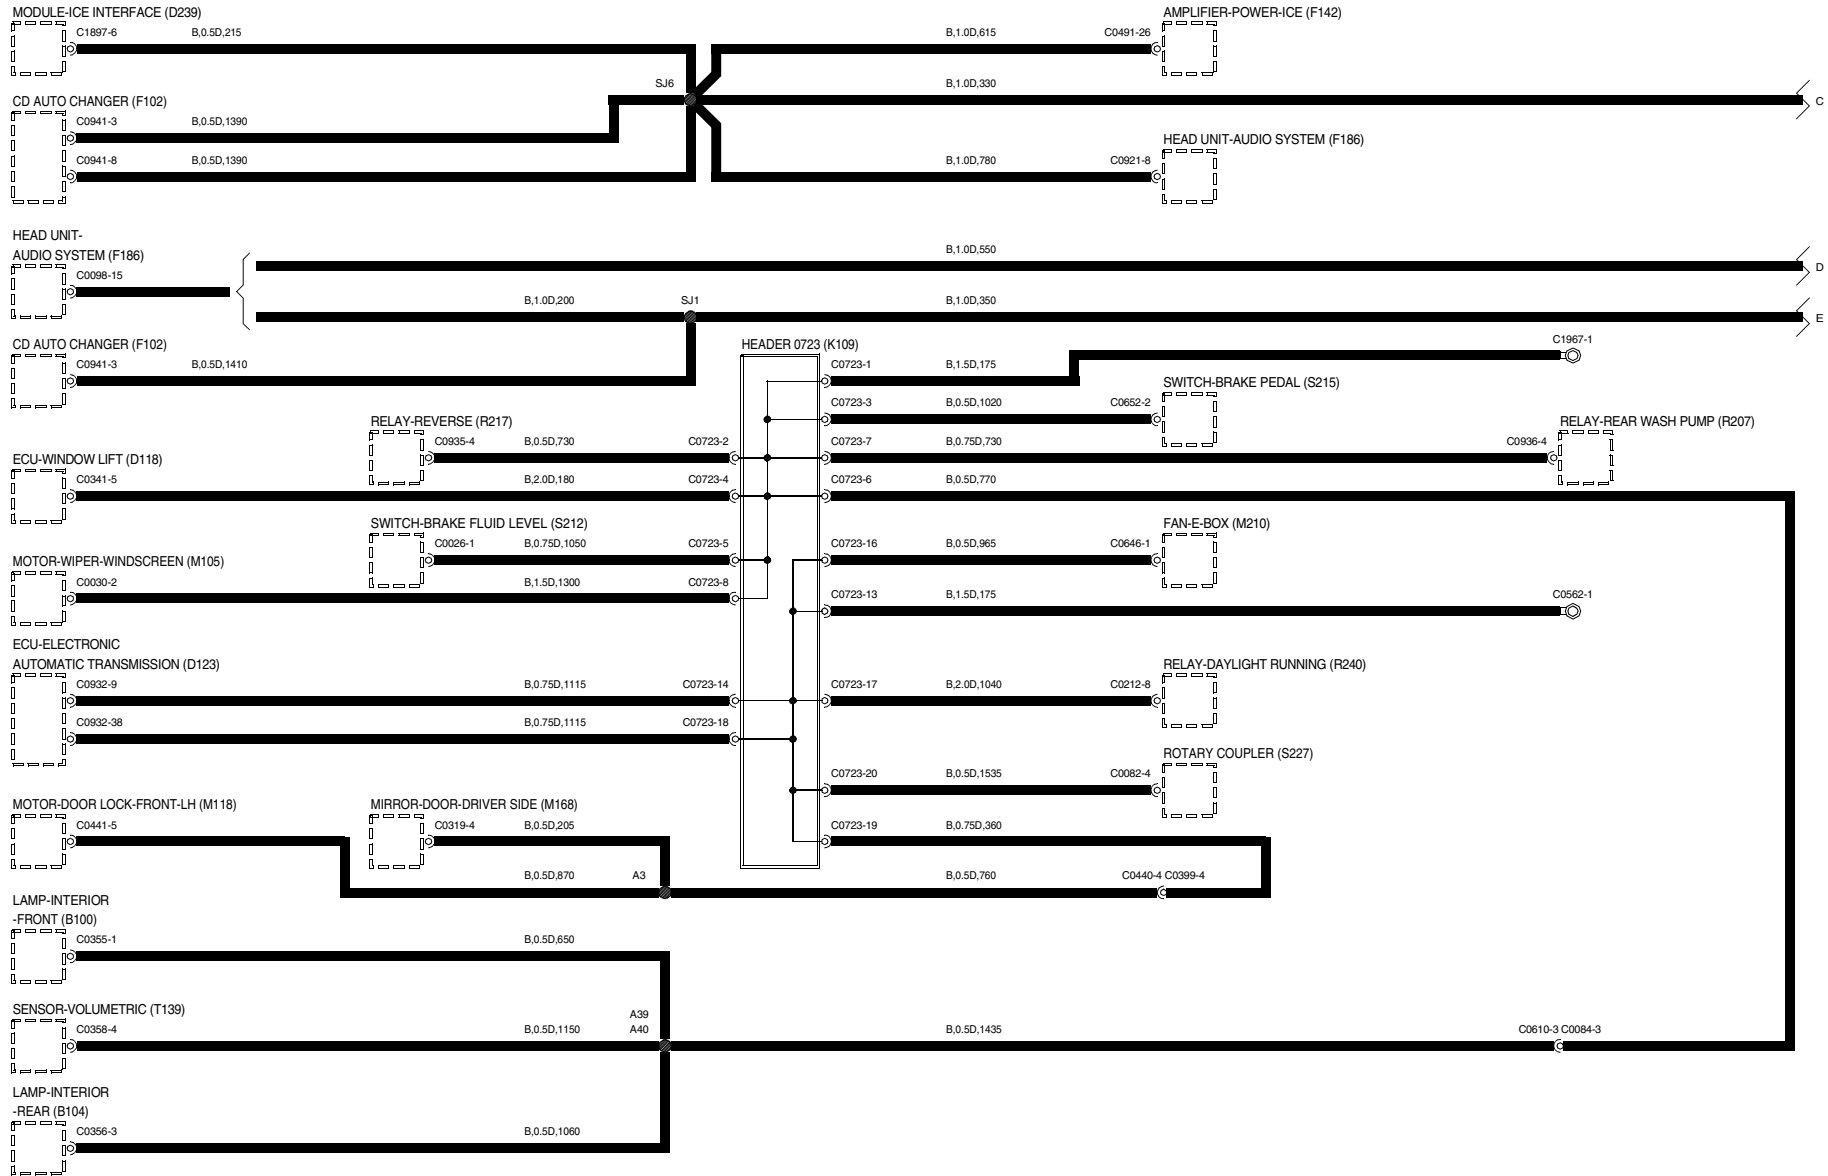 MODULE-ICE INTERFACE (D239)
C1897-6
B,0.5D,215
B,1.0D,615
C0491-26
AMPLIFIER-POWER-ICE (F142)
SJ6
B,1.0D,330
C
CD AUTO CHANGER (F102)
C0941-3
B,0.5D,1390
C0941-8
B,0.5D,1390
B,1.0D,780
C0921-8
HEAD UNIT-AUDIO SYSTEM (F186)
HEAD UNIT-
AUDIO SYSTEM (F186)
C0098-15
B,1.0D,550
D
B,1.0D,200
SJ1
B,1.0D,350
E
CD AUTO CHANGER (F102)
C0941-3
B,0.5D,1410
HEADER 0723 (K109)
C0723-1
B,1.5D,175
C1967-1
C0723-3
B,0.5D,1020
C0652-2
SWITCH-BRAKE PEDAL (S215)
RELAY-REVERSE (R217)
C0935-4
B,0.5D,730
C0723-2
C0723-7
B,0.75D,730
C0936-4
RELAY-REAR WASH PUMP (R207)
ECU-WINDOW LIFT (D118)
C0341-5
B,2.0D,180
C0723-4
C0723-6
B,0.5D,770
SWITCH-BRAKE FLUID LEVEL (S212)
C0026-1
B,0.75D,1050
C0723-5
C0723-16
B,0.5D,965
C0646-1
FAN-E-BOX (M210)
MOTOR-WIPER-WINDSCREEN (M105)
C0030-2
B,1.5D,1300
C0723-8
C0723-13
B,1.5D,175
C0562-1
ECU-ELECTRONIC
AUTOMATIC TRANSMISSION (D123)
C0932-9
B,0.75D,1115
C0723-14
C0723-17
B,2.0D,1040
C0212-8
RELAY-DAYLIGHT RUNNING (R240)
C0932-38
B,0.75D,1115
C0723-18
C0723-20
B,0.5D,1535
C0082-4
ROTARY COUPLER (S227)
MOTOR-DOOR LOCK-FRONT-LH (M118)
C0441-5
MIRROR-DOOR-DRIVER SIDE (M168)
C0319-4
B,0.5D,205
C0723-19
B,0.75D,360
B,0.5D,870
A3
B,0.5D,760
C0440-4 C0399-4
LAMP-INTERIOR
-FRONT (B100)
C0355-1
B,0.5D,650
SENSOR-VOLUMETRIC (T139)
C0358-4
B,0.5D,1150
A39
A40
B,0.5D,1435
C0610-3 C0084-3
LAMP-INTERIOR
-REAR (B104)
C0356-3
B,0.5D,1060